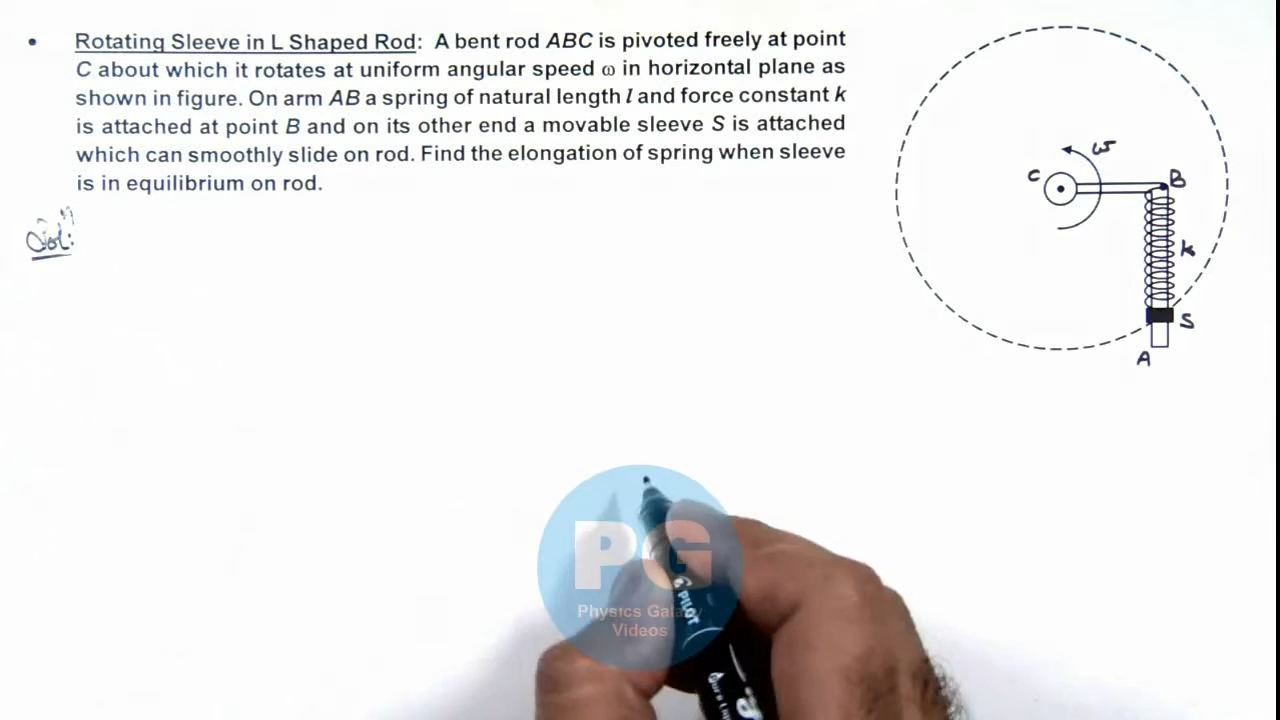 • Rotating Sleeve in L Shaped Rod: A bent rod ABC is pivoted freely at point
C about which it rotates at uniform angular speed ω in horizontal plane as
shown in figure. On arm AB a spring of natural length l and force constant k
is attached at point B and on its other end a movable sleeve S is attached
which can smoothly slide on rod. Find the elongation of spring when sleeve
is in equilibrium on rod.
Solⁿ:
ω
C
B
k
S
A
PG
Physics Galaxy
Videos
PILOT